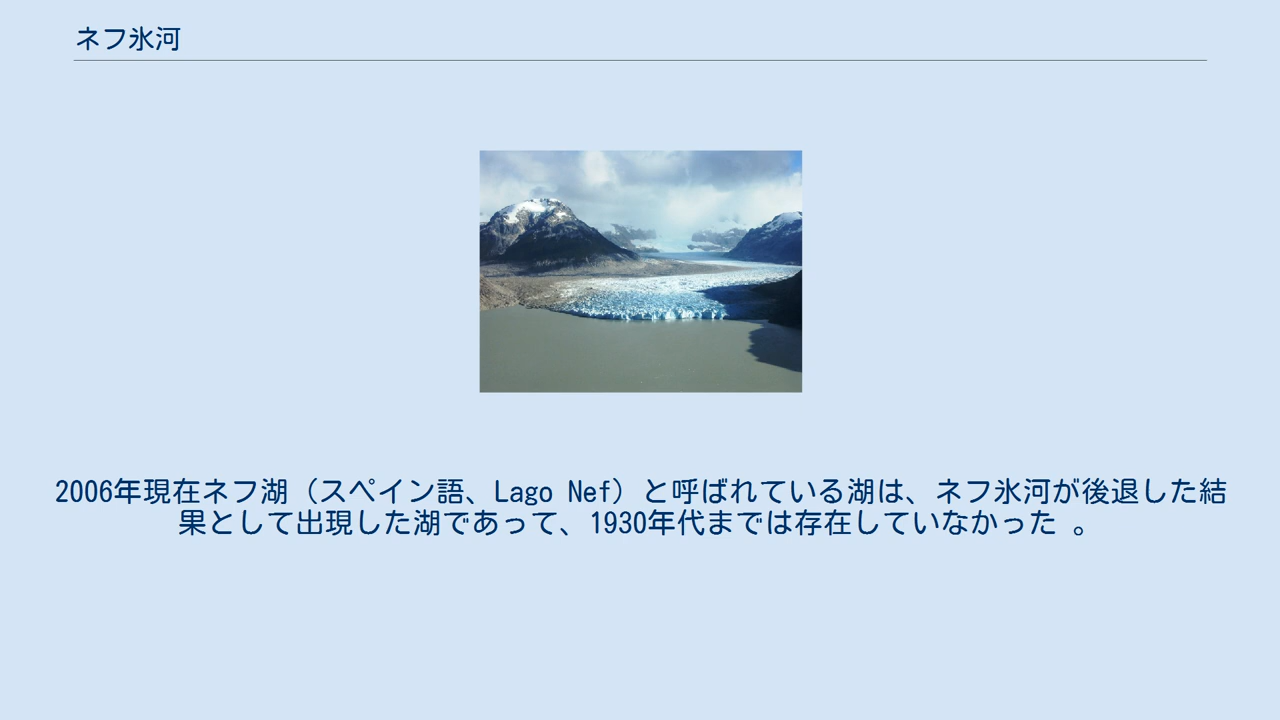 ネフ氷河
2006年現在ネフ湖（スペイン語、Lago Nef）と呼ばれている湖は、ネフ氷河が後退した結
果として出現した湖であって、1930年代までは存在していなかった 。